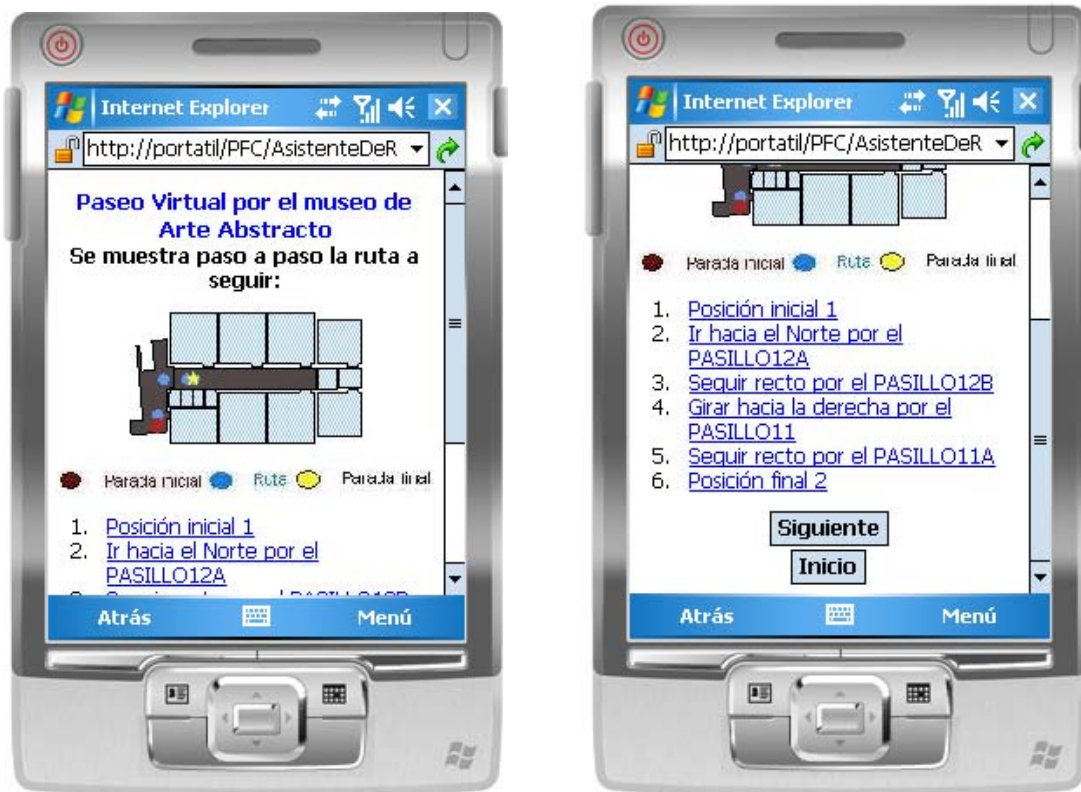 Internet Explorer
http://portatil/PFC/AsistenteDeR
Paseo Virtual por el museo de
Arte Abstracto
Se muestra paso a paso la ruta a
seguir:
Parada inicial Ruta Parada final
1. Posición inicial 1
2. Ir hacia el Norte por el
PASILLO12A
Atrás Menú
Internet Explorer
http://portatil/PFC/AsistenteDeR
Parada inicial Ruta Parada final
1. Posición inicial 1
2. Ir hacia el Norte por el
PASILLO12A
3. Seguir recto por el PASILLO12B
4. Girar hacia la derecha por el
PASILLO11
5. Seguir recto por el PASILLO11A
6. Posición final 2
Siguiente
Inicio
Atrás Menú